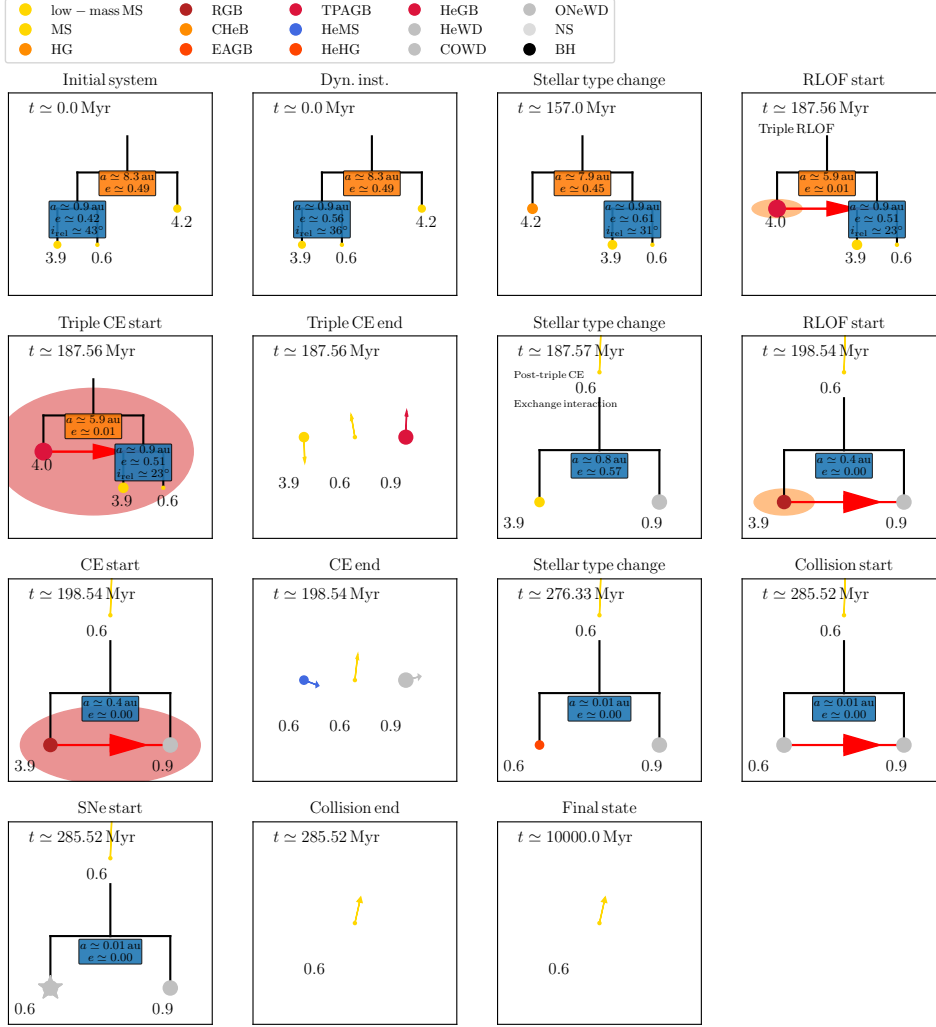 low − mass MS
RGB
TPAGB
HeGB
ONeWD
MS
CHeB
HeMS
HeWD
NS
HG
EAGB
HeHG
COWD
BH
Initial system
t ≃ 0.0 Myr
a ≃ 8.3 au
e ≃ 0.49
a ≃ 0.9 au
e ≃ 0.42
i_rel ≃ 43°
4.2
3.9
0.6
Dyn. inst.
t ≃ 0.0 Myr
a ≃ 8.3 au
e ≃ 0.49
a ≃ 0.9 au
e ≃ 0.56
i_rel ≃ 36°
4.2
3.9
0.6
Stellar type change
t ≃ 157.0 Myr
a ≃ 7.9 au
e ≃ 0.45
a ≃ 0.9 au
e ≃ 0.61
i_rel ≃ 31°
4.2
3.9
0.6
RLOF start
t ≃ 187.56 Myr
Triple RLOF
a ≃ 5.9 au
e ≃ 0.01
a ≃ 0.9 au
e ≃ 0.51
i_rel ≃ 23°
4.0
3.9
0.6
Triple CE start
t ≃ 187.56 Myr
a ≃ 5.9 au
e ≃ 0.01
a ≃ 0.9 au
e ≃ 0.51
i_rel ≃ 23°
4.0
3.9
0.6
Triple CE end
t ≃ 187.56 Myr
3.9
0.6
0.9
Stellar type change
t ≃ 187.57 Myr
Post-triple CE
0.6
Exchange interaction
a ≃ 0.8 au
e ≃ 0.57
3.9
0.9
RLOF start
t ≃ 198.54 Myr
0.6
a ≃ 0.4 au
e ≃ 0.00
3.9
0.9
CE start
t ≃ 198.54 Myr
0.6
a ≃ 0.4 au
e ≃ 0.00
3.9
0.9
CE end
t ≃ 198.54 Myr
0.6
0.6
0.9
Stellar type change
t ≃ 276.33 Myr
0.6
a ≃ 0.01 au
e ≃ 0.00
0.6
0.9
Collision start
t ≃ 285.52 Myr
0.6
a ≃ 0.01 au
e ≃ 0.00
0.6
0.9
SNe start
t ≃ 285.52 Myr
0.6
a ≃ 0.01 au
e ≃ 0.00
0.6
0.9
Collision end
t ≃ 285.52 Myr
0.6
Final state
t ≃ 10000.0 Myr
0.6